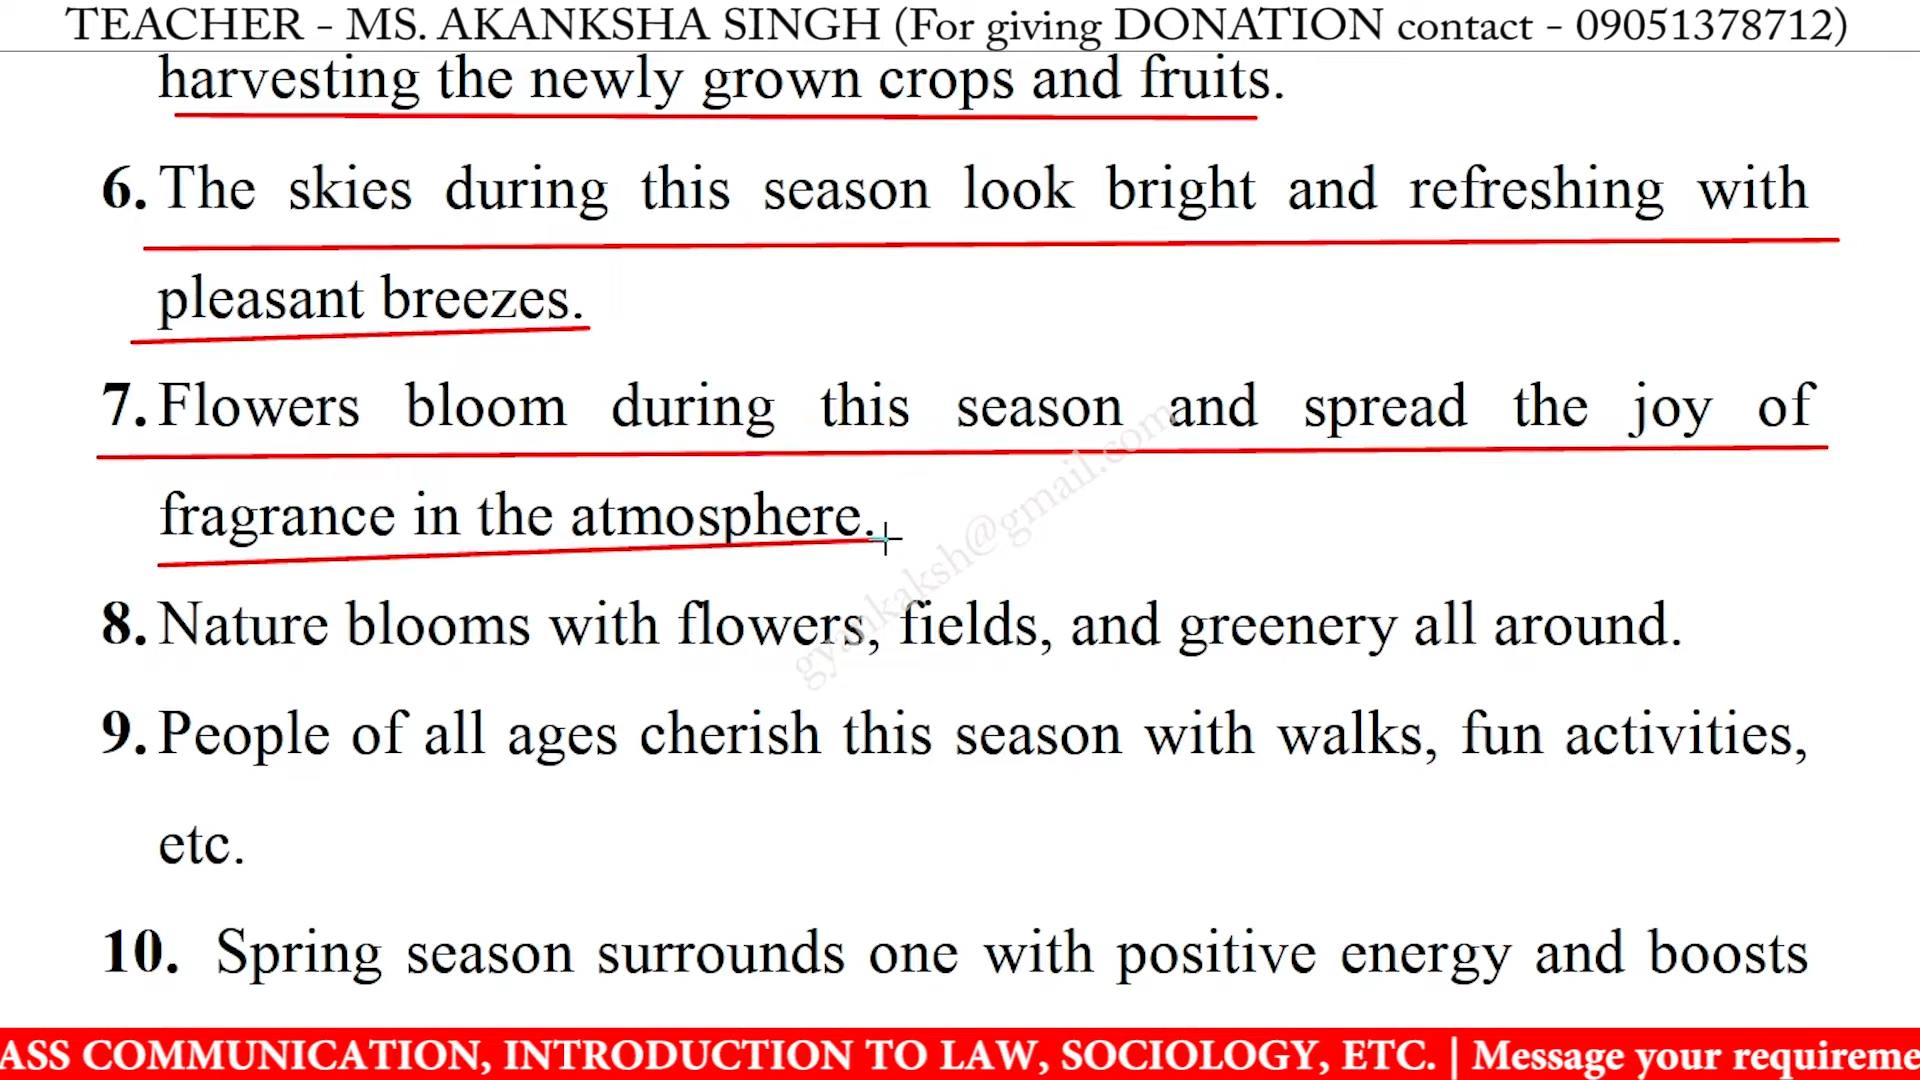 TEACHER - MS. AKANKSHA SINGH (For giving DONATION contact - 09051378712)
harvesting the newly grown crops and fruits.
6. The skies during this season look bright and refreshing with
pleasant breezes.
7. Flowers bloom during this season and spread the joy of
fragrance in the atmosphere.
gyankaksh@gmail.com
8. Nature blooms with flowers, fields, and greenery all around.
9. People of all ages cherish this season with walks, fun activities,
etc.
10. Spring season surrounds one with positive energy and boosts
ASS COMMUNICATION, INTRODUCTION TO LAW, SOCIOLOGY, ETC. | Message your requireme